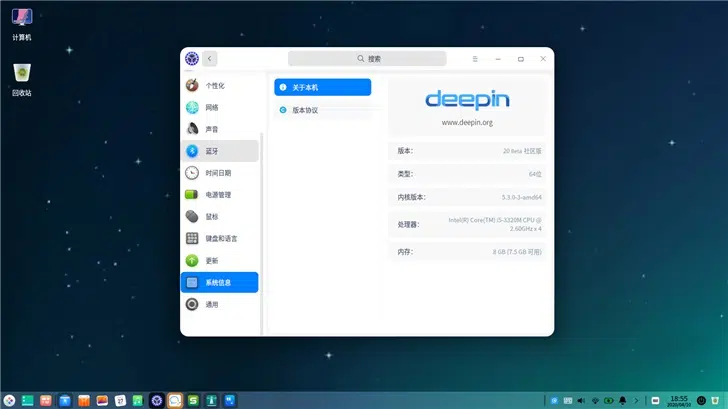 计算机
回收站
搜索
个性化
网络
声音
蓝牙
时间日期
电源管理
鼠标
键盘和语言
更新
系统信息
通用
关于本机
版本协议
deepin
www.deepin.org
版本：
20 beta 社区版
类型：
64位
内核版本：
5.3.0-3-amd64
处理器：
Intel(R) Core(TM) i5-3320M CPU @
2.60GHz x 4
内存：
8 GB (7.5 GB 可用)
18:55